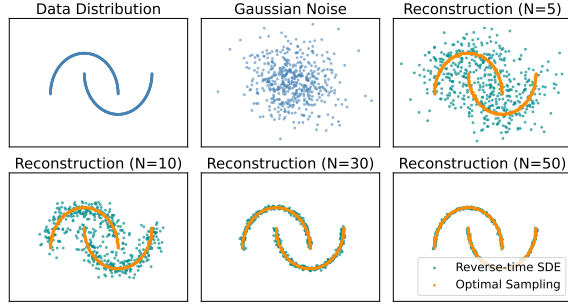 Data Distribution
Gaussian Noise
Reconstruction (N=5)
Reconstruction (N=10)
Reconstruction (N=30)
Reconstruction (N=50)
Reverse-time SDE
Optimal Sampling